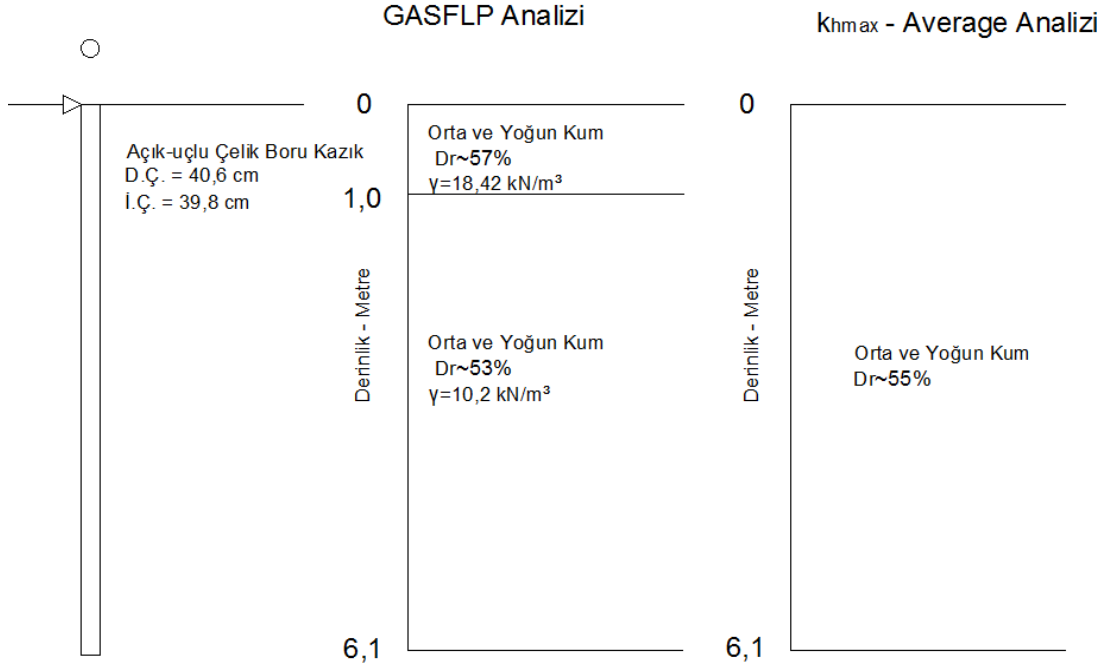 GASFLP Analizi
khmax - Average Analizi
Açık-uçlu Çelik Boru Kazık
D.Ç. = 40,6 cm
İ.Ç. = 39,8 cm
0
Orta ve Yoğun Kum
Dr~57%
γ=18,42 kN/m³
1,0
Derinlik - Metre
Orta ve Yoğun Kum
Dr~53%
γ=10,2 kN/m³
6,1
0
Derinlik - Metre
Orta ve Yoğun Kum
Dr~55%
6,1